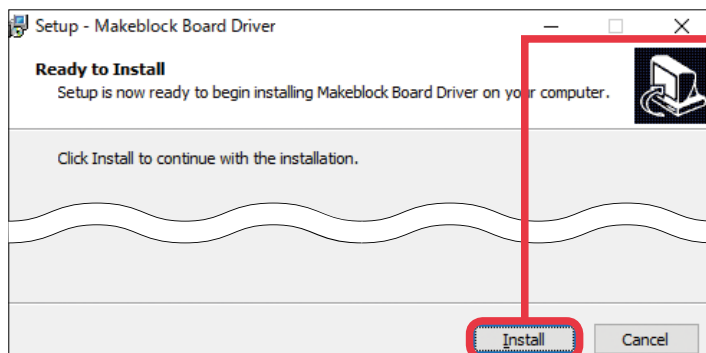 Setup - Makeblock Board Driver
Ready to Install
Setup is now ready to begin installing Makeblock Board Driver on your computer.
Click Install to continue with the installation.
Install
Cancel